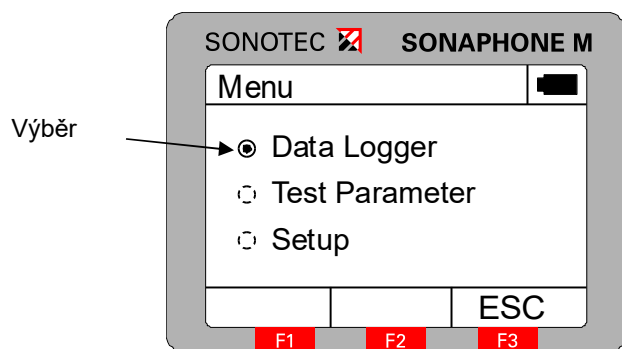 SONOTEC SONAPHONE M
Menu
Výběr
Data Logger
Test Parameter
Setup
ESC
F1 F2 F3